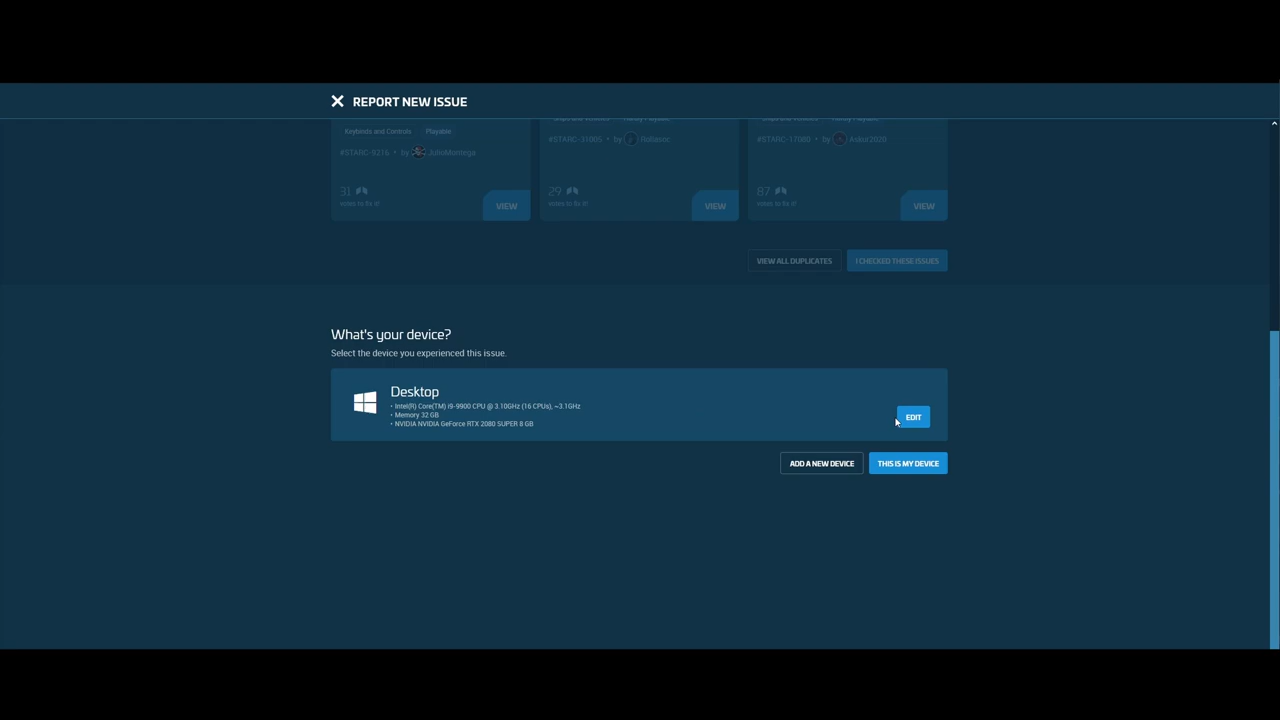 REPORT NEW ISSUE
Keybinds and Controls Playable
#STARC-8216 • by JulioMontega
#STARC-31005 • by
#STARC-17080 • by
31
votes to fix it!
VIEW
29
votes to fix it!
VIEW
87
votes to fix it!
VIEW
VIEW ALL DUPLICATES
I CHECKED THESE ISSUES
What's your device?
Select the device you experienced this issue.
Desktop
• Intel(R) Core(TM) i9-9900 CPU @ 3.10GHz (16 CPUs), ~3.1GHz
• Memory 32 GB
• NVIDIA NVIDIA GeForce RTX 2080 SUPER 8 GB
EDIT
ADD A NEW DEVICE
THIS IS MY DEVICE